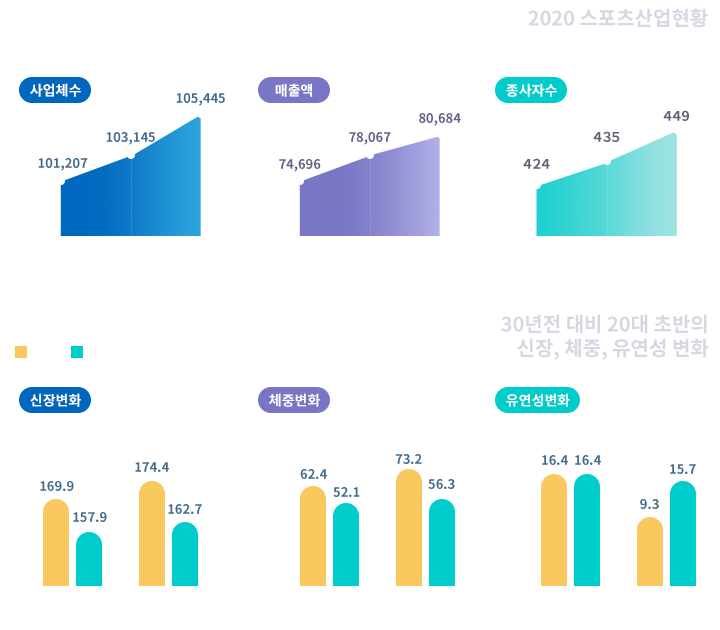 2020 스포츠산업현황
사업체수
101,207
103,145
105,445
매출액
74,696
78,067
80,684
종사자수
424
435
449
30년전 대비 20대 초반의
신장, 체중, 유연성 변화
신장변화
169.9
157.9
174.4
162.7
체중변화
62.4
52.1
73.2
56.3
유연성변화
16.4
16.4
9.3
15.7